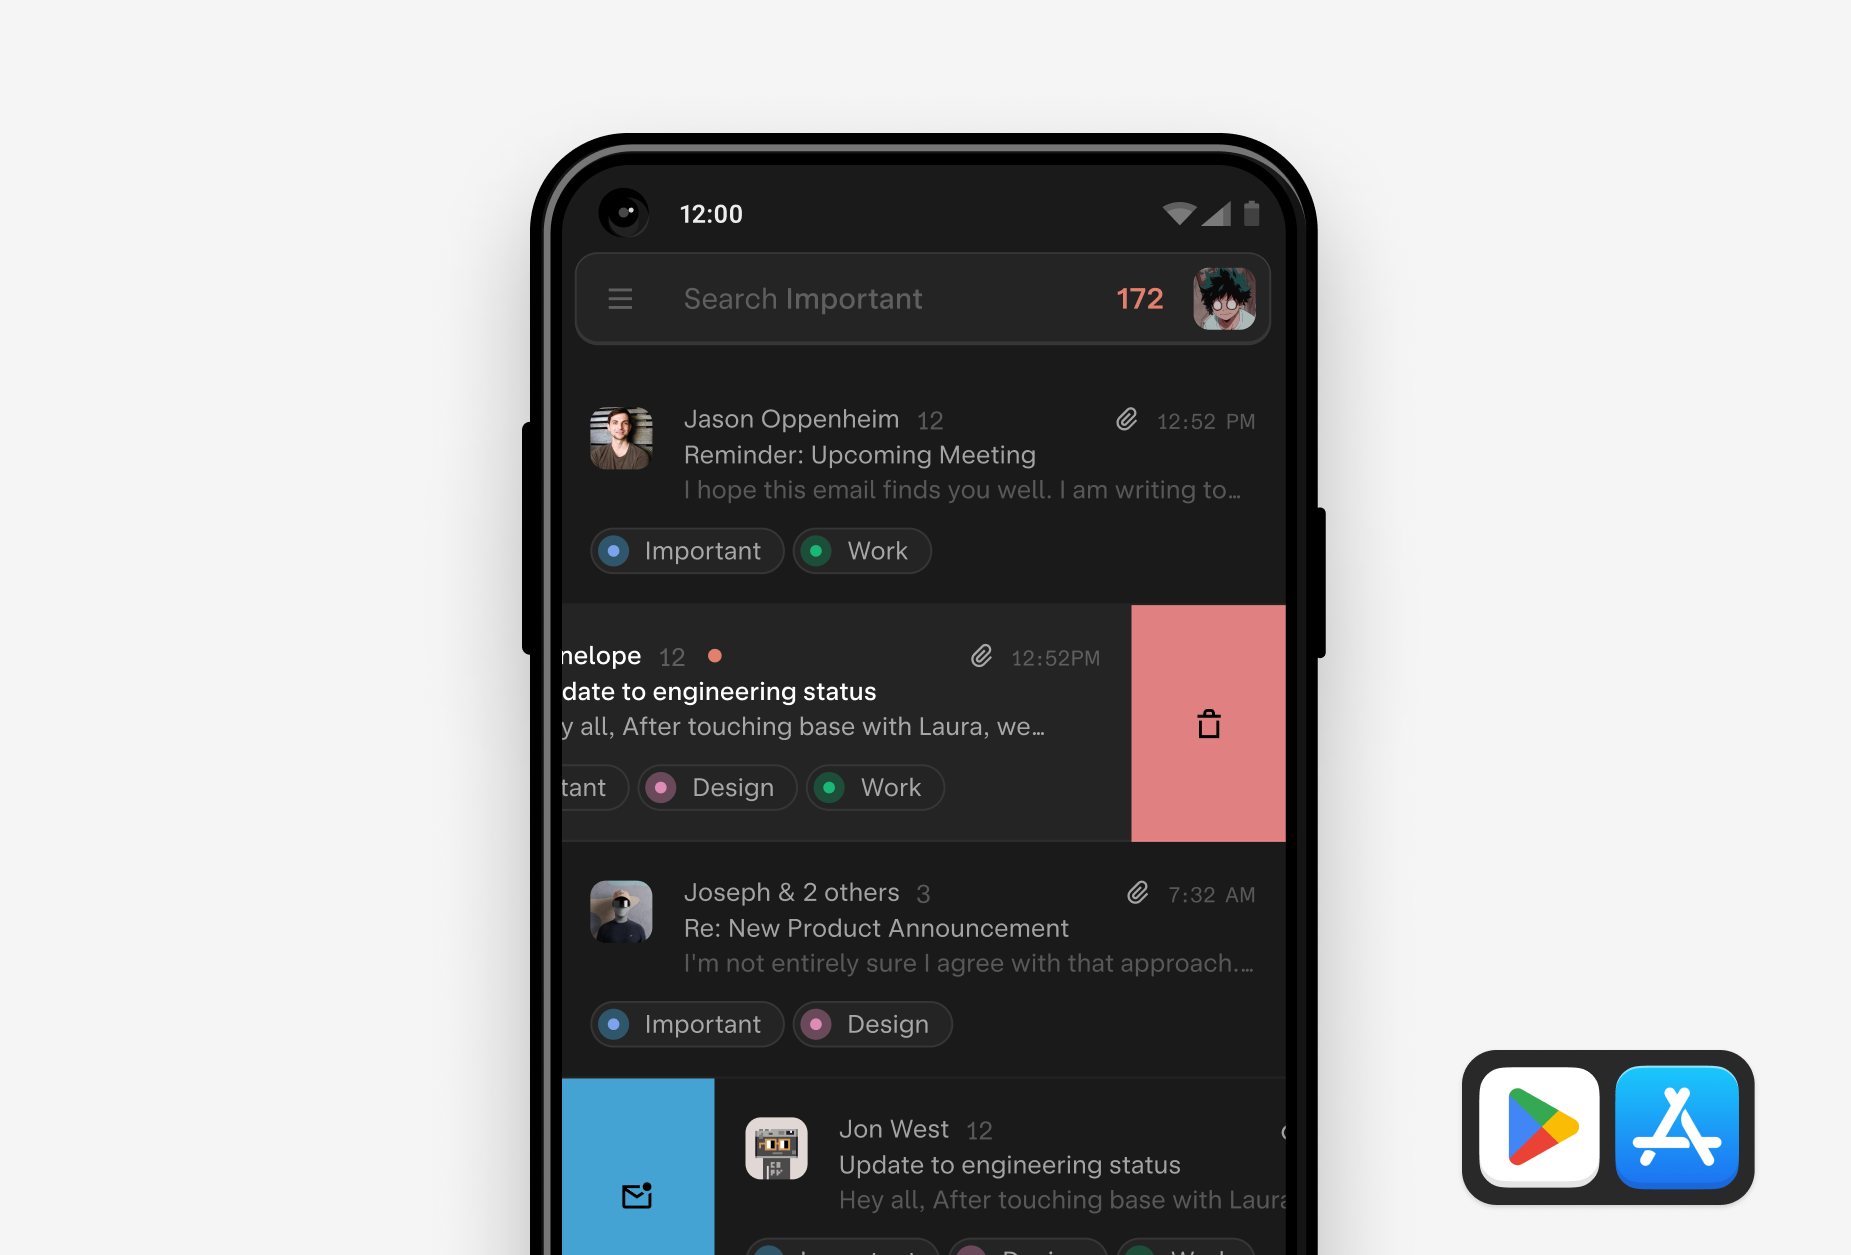 12:00
Search Important 172
Jason Oppenheim 12 12:52 PM
Reminder: Upcoming Meeting
I hope this email finds you well. I am writing to...
Important Work
nelope 12 12:52PM
date to engineering status
y all, After touching base with Laura, we...
tant Design Work
Joseph & 2 others 3 7:32 AM
Re: New Product Announcement
I'm not entirely sure I agree with that approach....
Important Design
Jon West 12
Update to engineering status
Hey all, After touching base with Laura